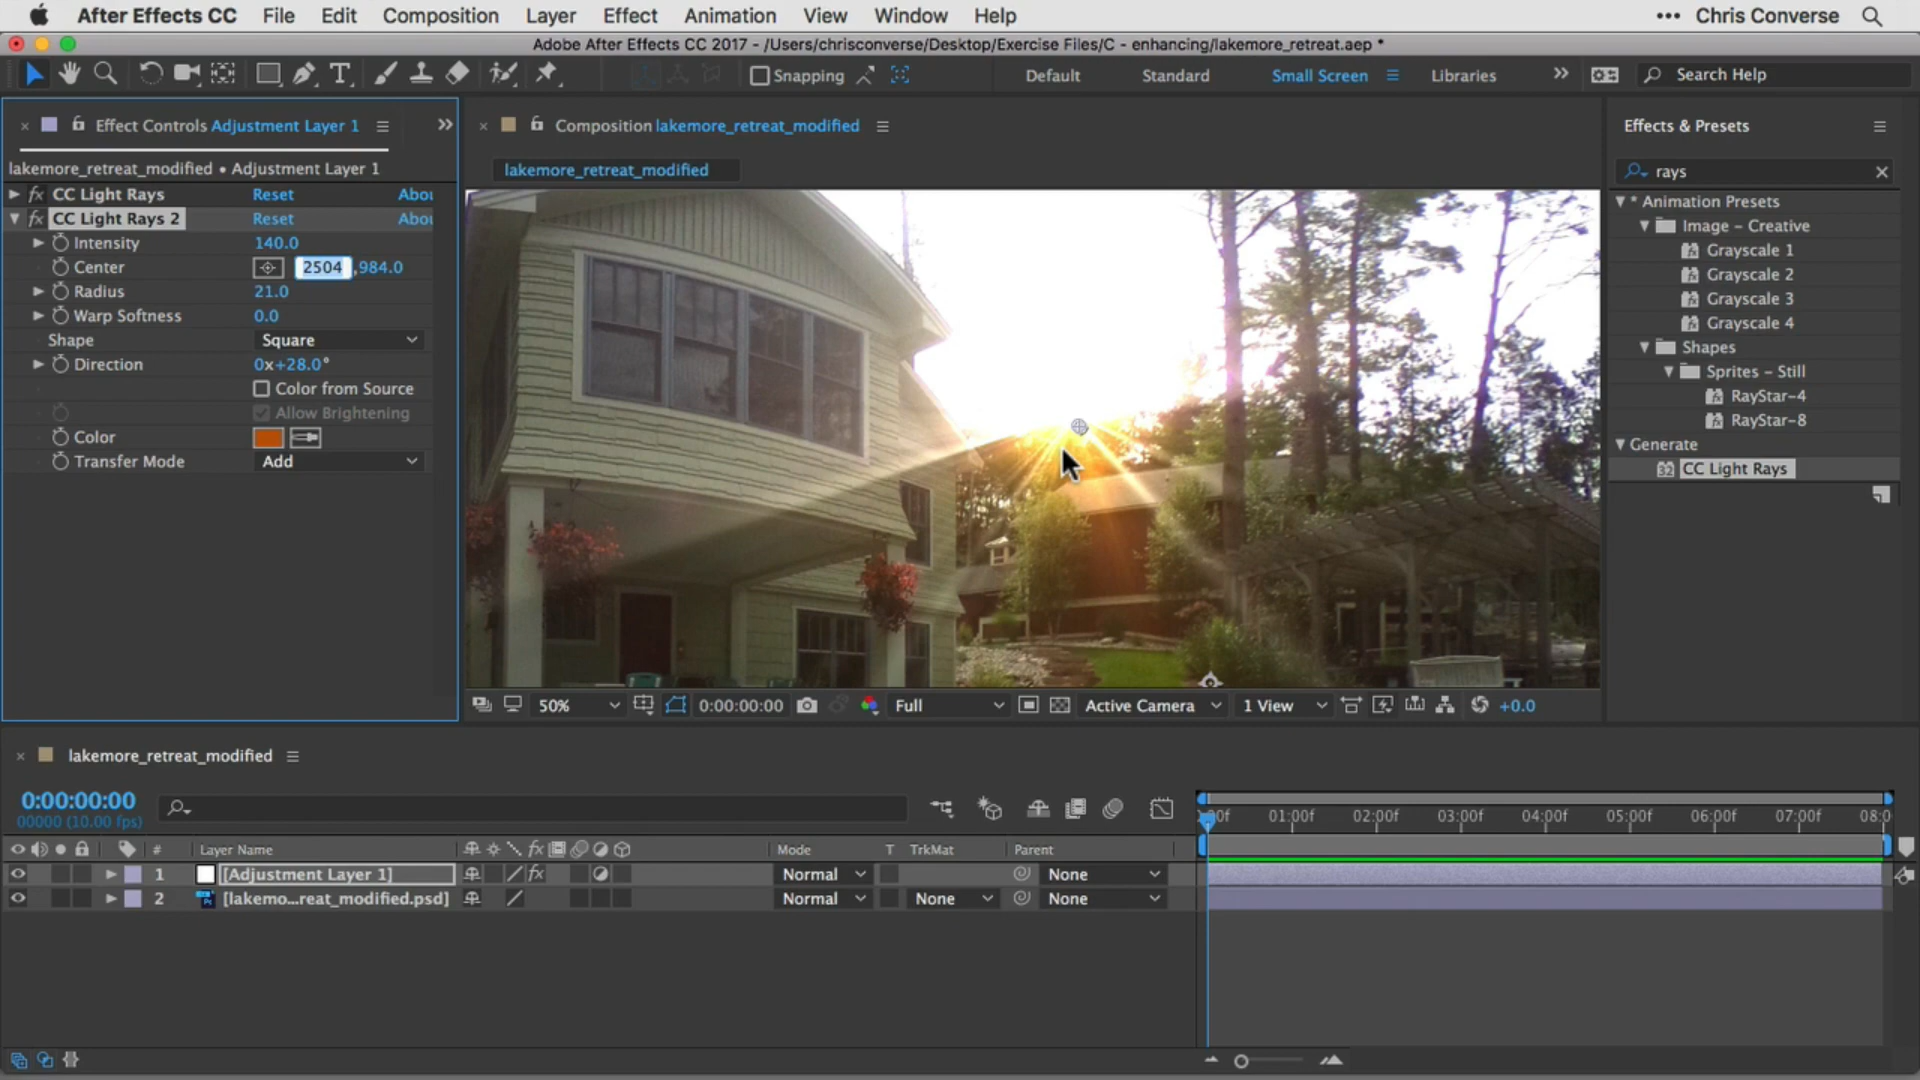 After Effects CC File Edit Composition Layer Effect Animation View Window Help ••• Chris Converse
Adobe After Effects CC 2017 - /Users/chrisconverse/Desktop/Exercise Files/C - enhancing/lakemore_retreat.aep *
T Snapping Default Standard Small Screen Libraries Search Help
Effect Controls Adjustment Layer 1
Composition lakemore_retreat_modified
Effects & Presets
lakemore_retreat_modified • Adjustment Layer 1
lakemore_retreat_modified
rays
fx CC Light Rays Reset Abou
fx CC Light Rays 2 Reset Abou
Intensity 140.0
Center 2504 ,984.0
Radius 21.0
Warp Softness 0.0
Shape Square
Direction 0x+28.0°
Color from Source
Allow Brightening
Color
Transfer Mode Add
* Animation Presets
Image – Creative
Grayscale 1
Grayscale 2
Grayscale 3
Grayscale 4
Shapes
Sprites – Still
RayStar-4
RayStar-8
Generate
32 CC Light Rays
50% 0:00:00:00 Full Active Camera 1 View +0.0
lakemore_retreat_modified
0:00:00:00
00000 (10.00 fps)
:00f 01:00f 02:00f 03:00f 04:00f 05:00f 06:00f 07:00f 08:0
# Layer Name fx Mode T TrkMat Parent
1 [Adjustment Layer 1] fx Normal None
2 [lakemo...reat_modified.psd] Normal None None